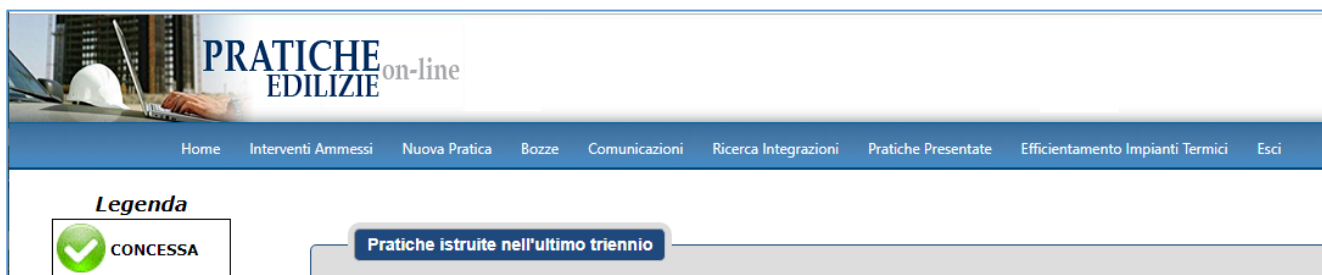 PRATICHE
EDILIZIE on-line
Home Interventi Ammessi Nuova Pratica Bozze Comunicazioni Ricerca Integrazioni Pratiche Presentate Efficientamento Impianti Termici Esci
Legenda
CONCESSA
Pratiche istruite nell'ultimo triennio